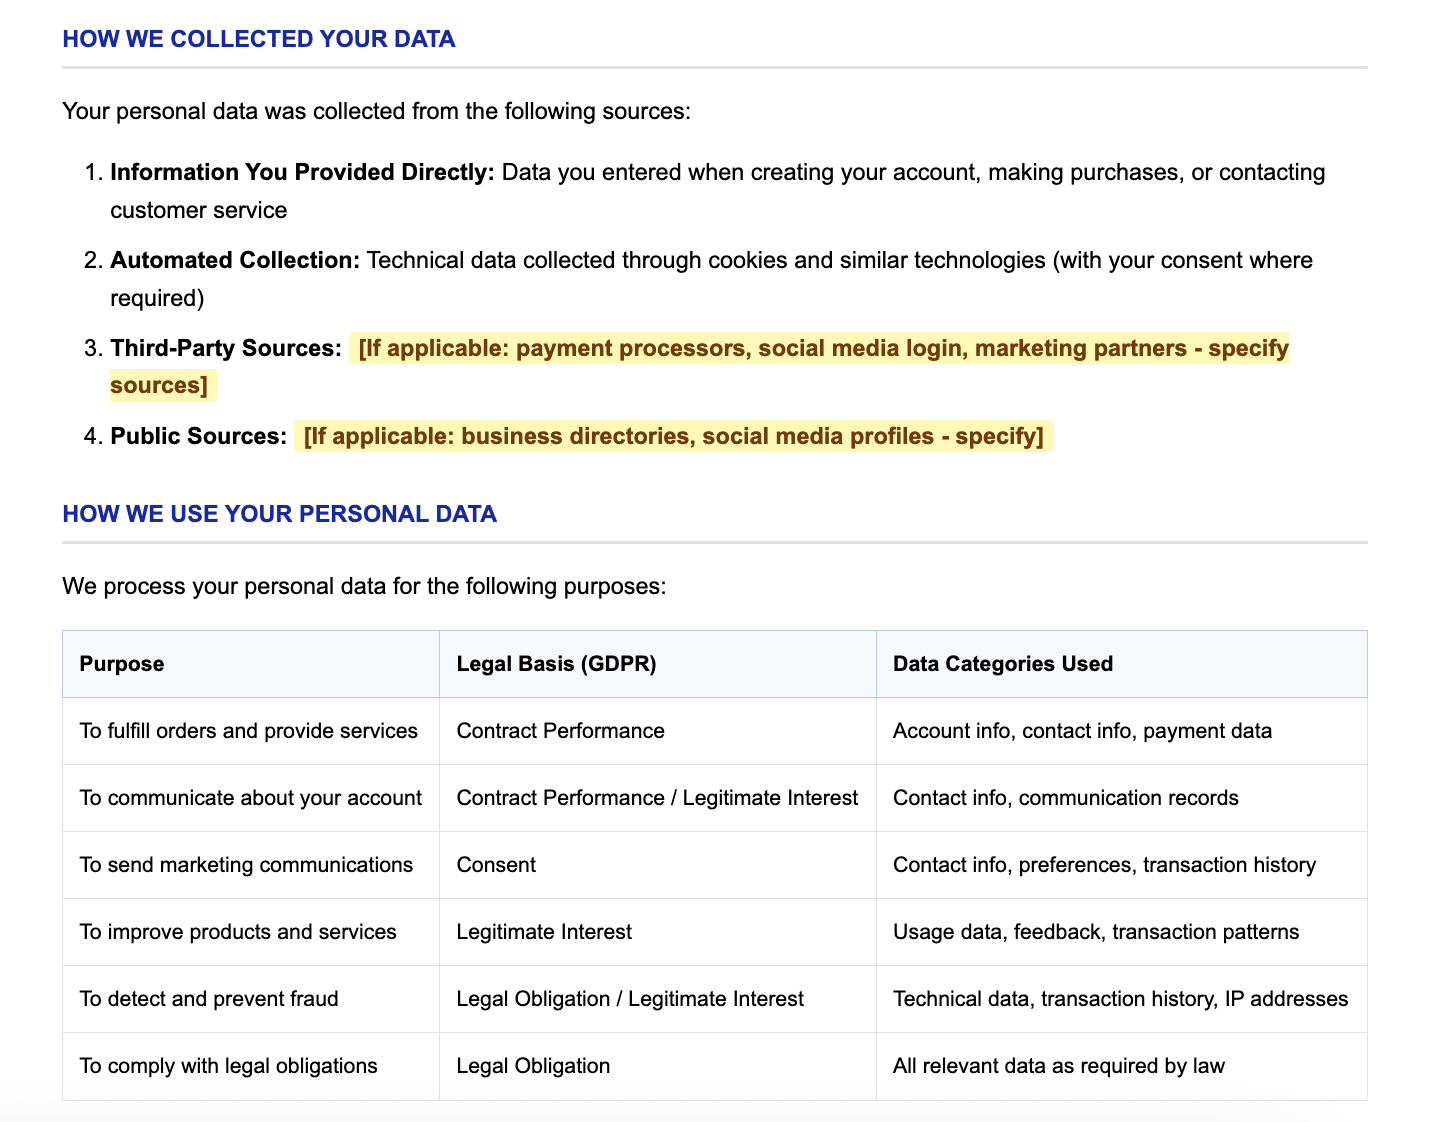 HOW WE COLLECTED YOUR DATA
Your personal data was collected from the following sources:
1. Information You Provided Directly: Data you entered when creating your account, making purchases, or contacting
customer service
2. Automated Collection: Technical data collected through cookies and similar technologies (with your consent where
required)
3. Third-Party Sources: [If applicable: payment processors, social media login, marketing partners - specify
sources]
4. Public Sources: [If applicable: business directories, social media profiles - specify]
HOW WE USE YOUR PERSONAL DATA
We process your personal data for the following purposes:
Purpose Legal Basis (GDPR) Data Categories Used
To fulfill orders and provide services Contract Performance Account info, contact info, payment data
To communicate about your account Contract Performance / Legitimate Interest Contact info, communication records
To send marketing communications Consent Contact info, preferences, transaction history
To improve products and services Legitimate Interest Usage data, feedback, transaction patterns
To detect and prevent fraud Legal Obligation / Legitimate Interest Technical data, transaction history, IP addresses
To comply with legal obligations Legal Obligation All relevant data as required by law